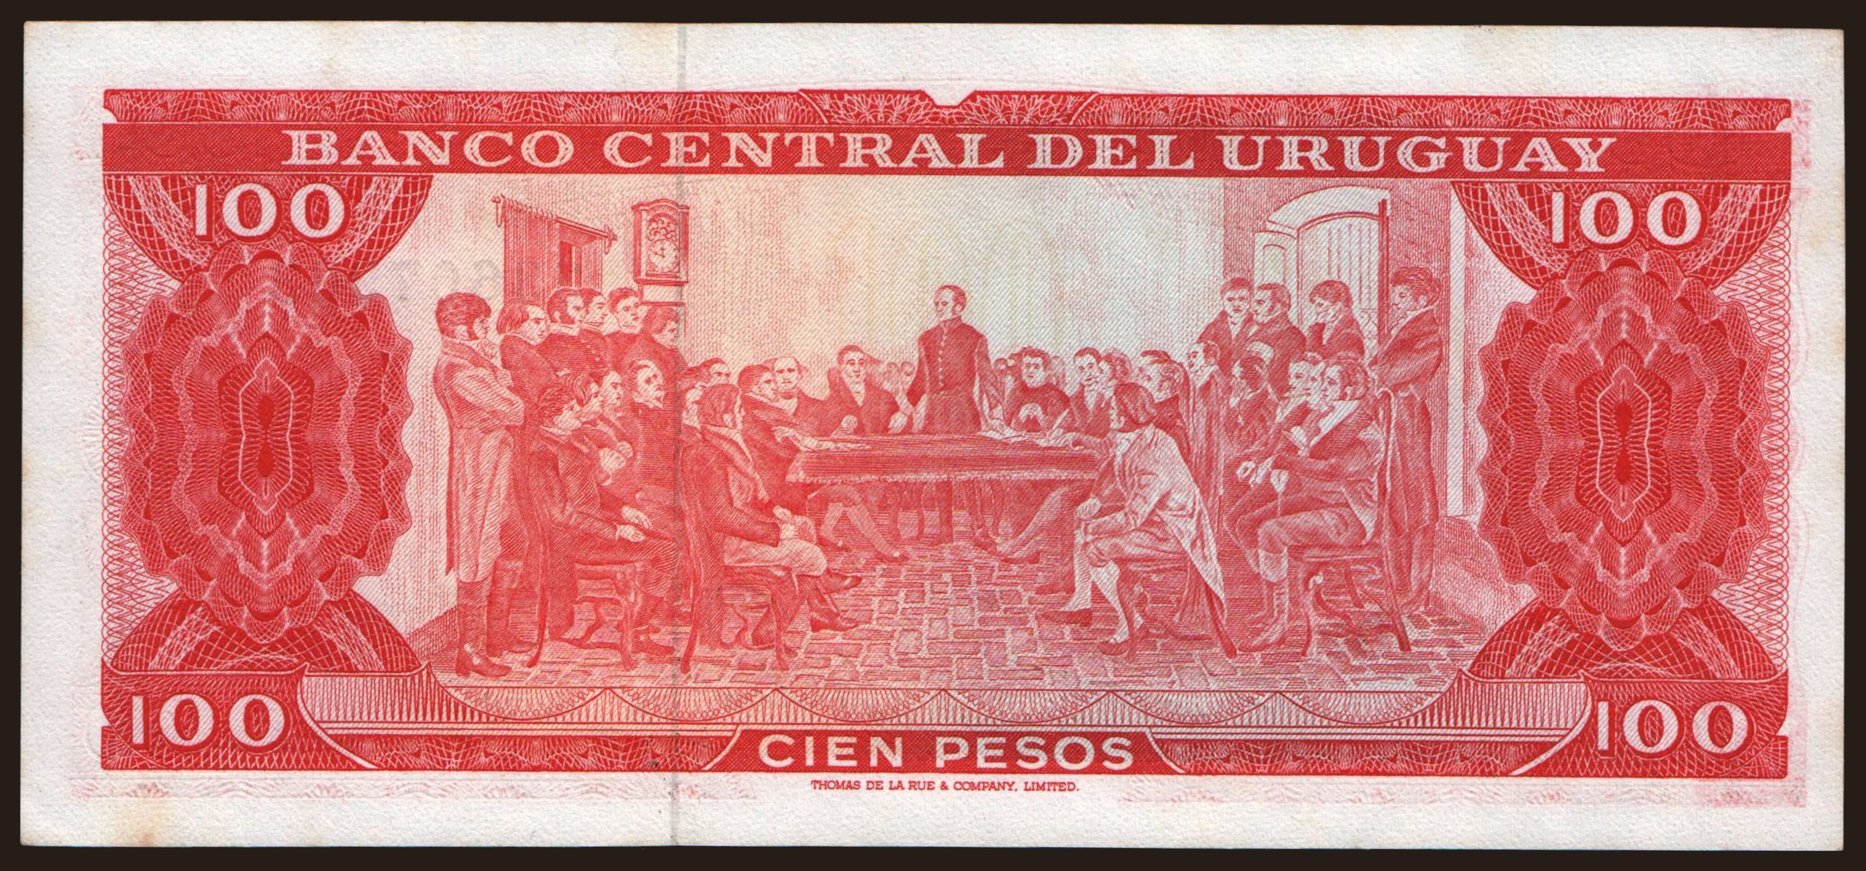 BANCO CENTRAL DEL URUGUAY
100 100
100 CIEN PESOS 100
THOMAS DE LA RUE & COMPANY, LIMITED.